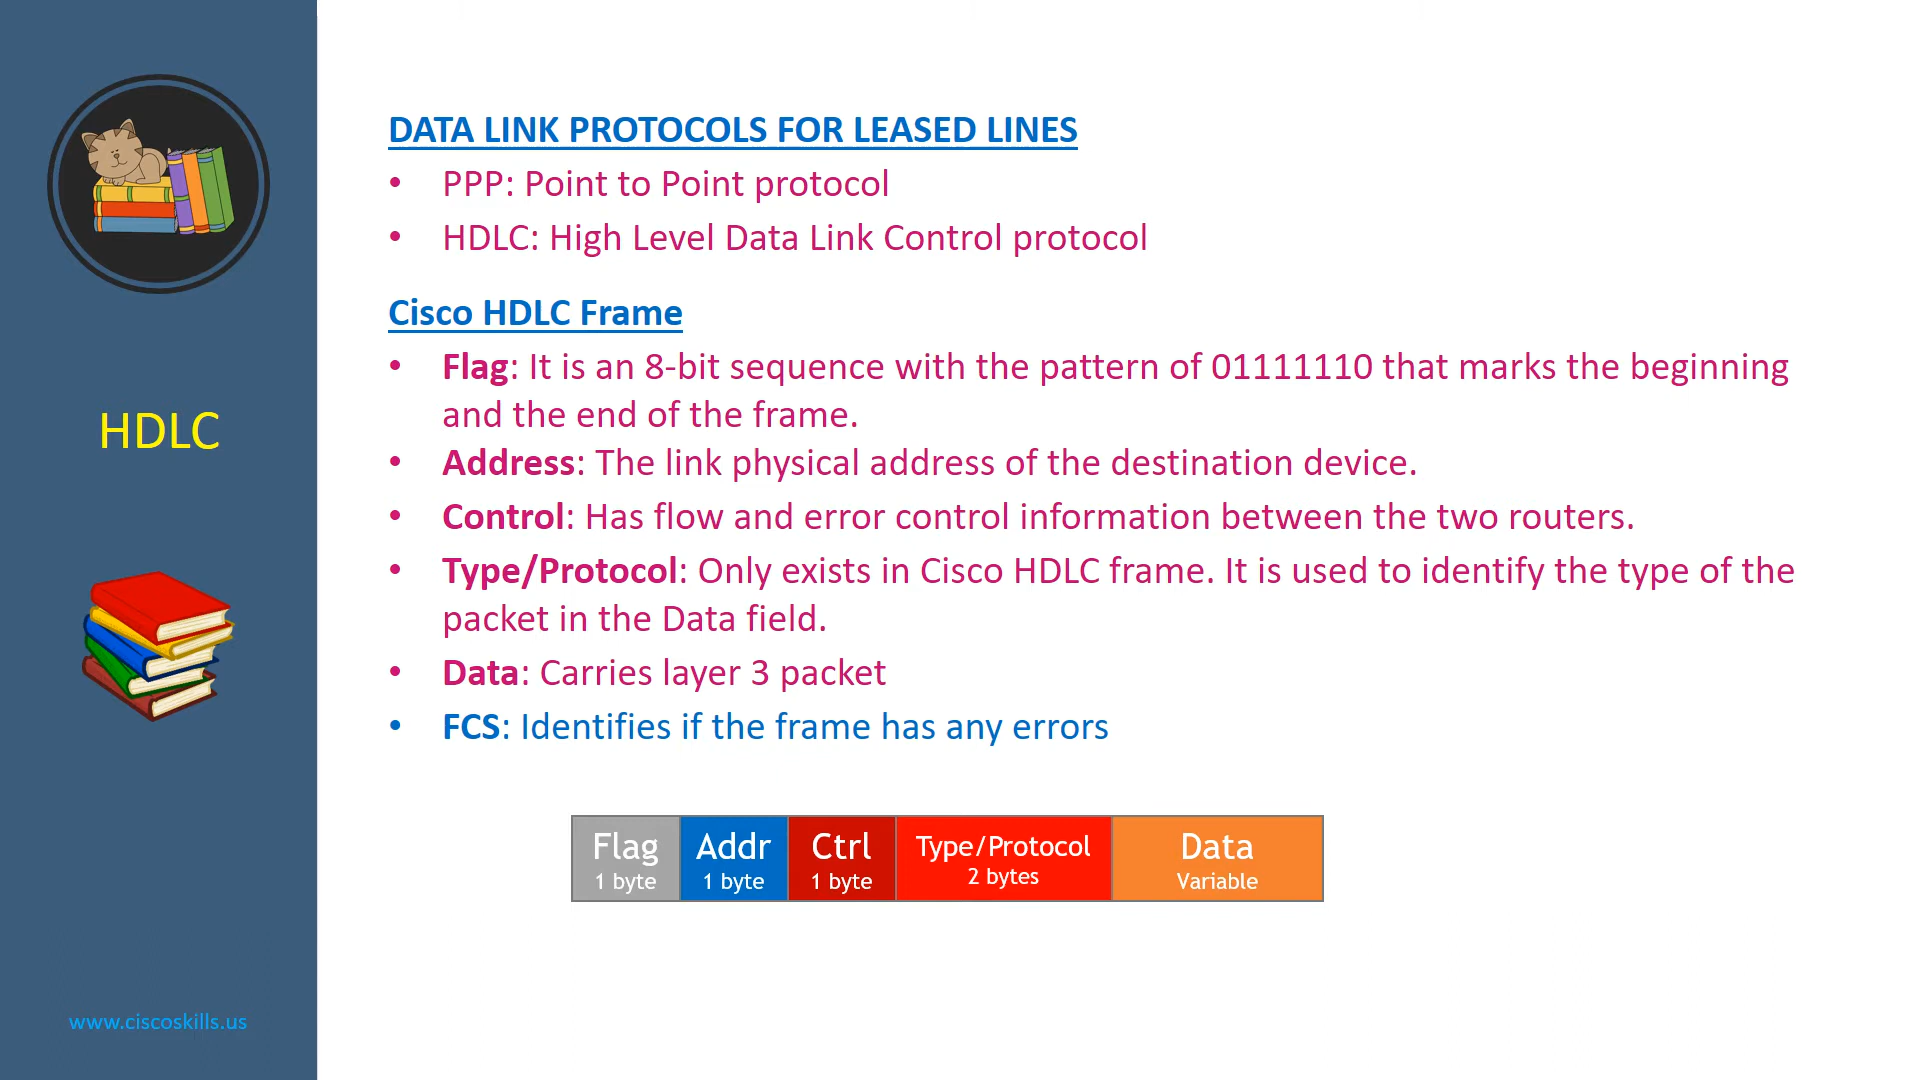 DATA LINK PROTOCOLS FOR LEASED LINES
• PPP: Point to Point protocol
• HDLC: High Level Data Link Control protocol
Cisco HDLC Frame
• Flag: It is an 8-bit sequence with the pattern of 01111110 that marks the beginning
and the end of the frame.
• Address: The link physical address of the destination device.
• Control: Has flow and error control information between the two routers.
• Type/Protocol: Only exists in Cisco HDLC frame. It is used to identify the type of the
packet in the Data field.
• Data: Carries layer 3 packet
• FCS: Identifies if the frame has any errors
HDLC
Flag Addr Ctrl Type/Protocol Data
1 byte 1 byte 1 byte 2 bytes Variable
www.ciscoskills.us